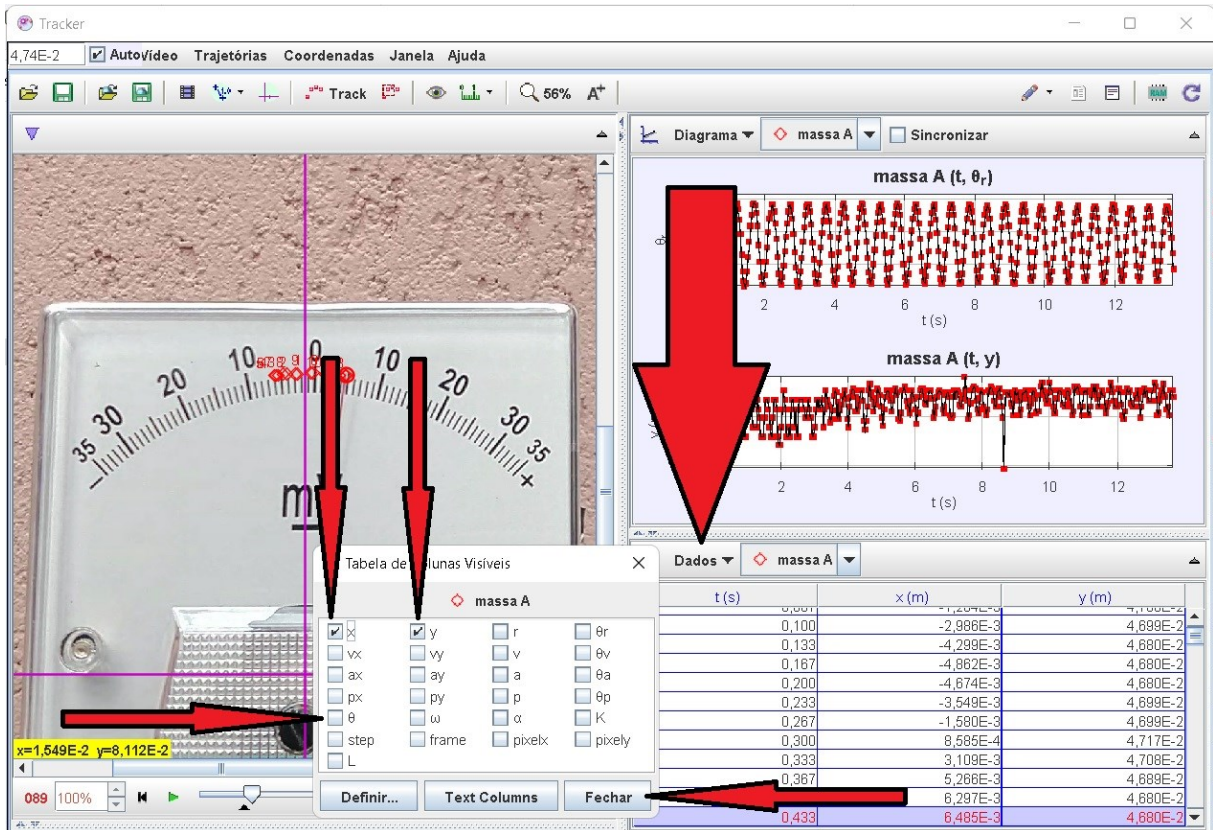 Tracker
4,74E-2 Auto Vídeo Trajetórias Coordenadas Janela Ajuda
Track 56% A+
Diagrama massa A Sincronizar
massa A (t, θr)
2 4 6 8 10 12
t (s)
massa A (t, y)
2 4 6 8 10 12
t (s)
35 30 20 10 0 10 20 30 35
− +
x=1,549E-2 y=8,112E-2
089 100%
Tabela de lunas Visíveis
massa A
x y r θr
vx vy v θv
ax ay a θa
px py p θp
θ ω α K
step frame pixelx pixely
L
Definir... Text Columns Fechar
Dados massa A
t (s) x (m) y (m)
0,100 -2,986E-3 4,699E-2
0,133 -4,299E-3 4,680E-2
0,167 -4,862E-3 4,680E-2
0,200 -4,674E-3 4,680E-2
0,233 -3,549E-3 4,699E-2
0,267 -1,580E-3 4,699E-2
0,300 8,585E-4 4,717E-2
0,333 3,109E-3 4,708E-2
0,367 5,266E-3 4,689E-2
6,297E-3 4,680E-2
0,433 6,485E-3 4,680E-2